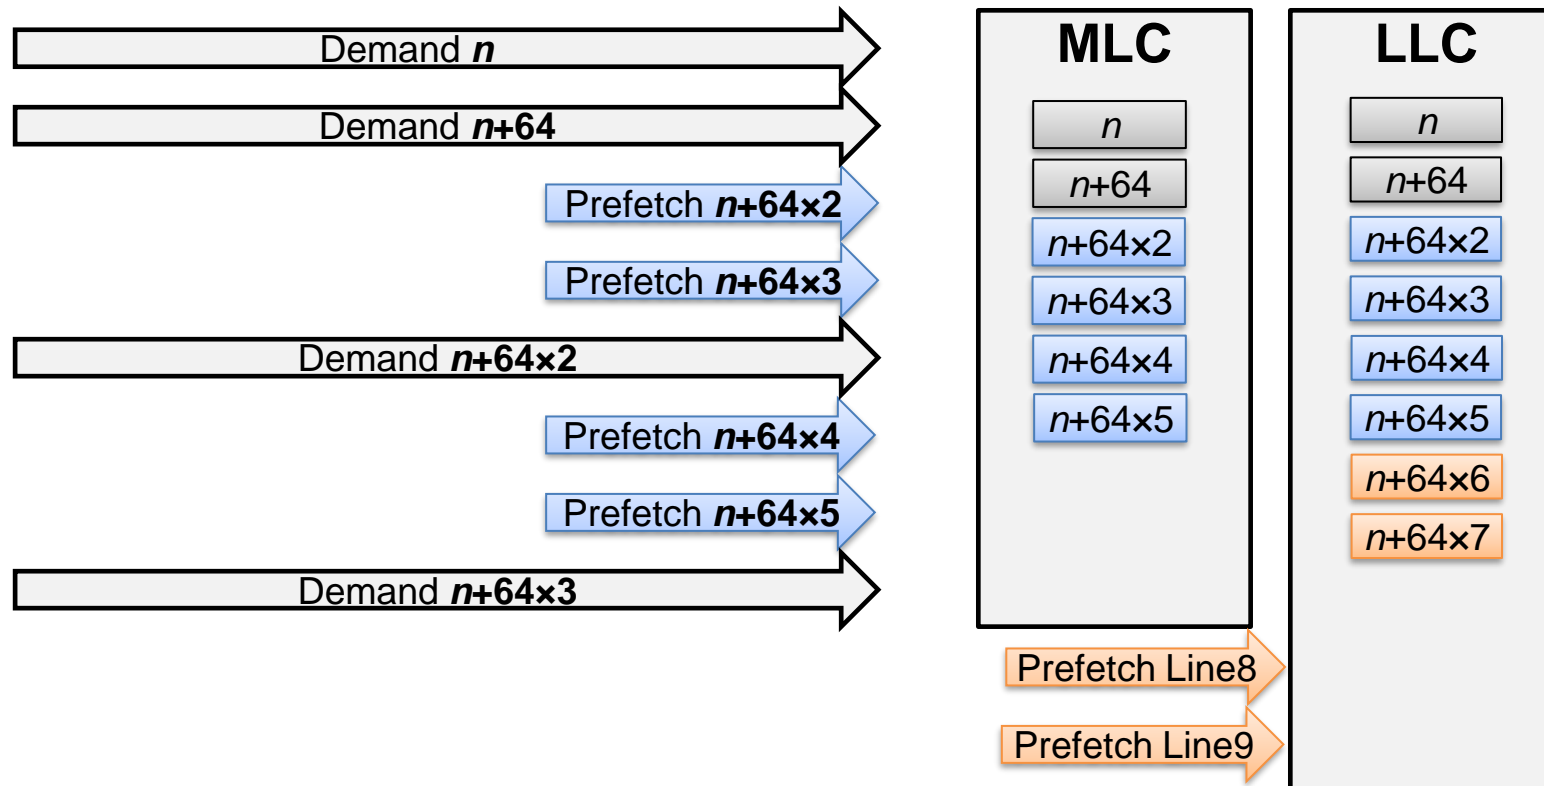 Demand n
Demand n+64
Prefetch n+64×2
Prefetch n+64×3
Demand n+64×2
Prefetch n+64×4
Prefetch n+64×5
Demand n+64×3
MLC
n
n+64
n+64×2
n+64×3
n+64×4
n+64×5
Prefetch Line8
Prefetch Line9
LLC
n
n+64
n+64×2
n+64×3
n+64×4
n+64×5
n+64×6
n+64×7